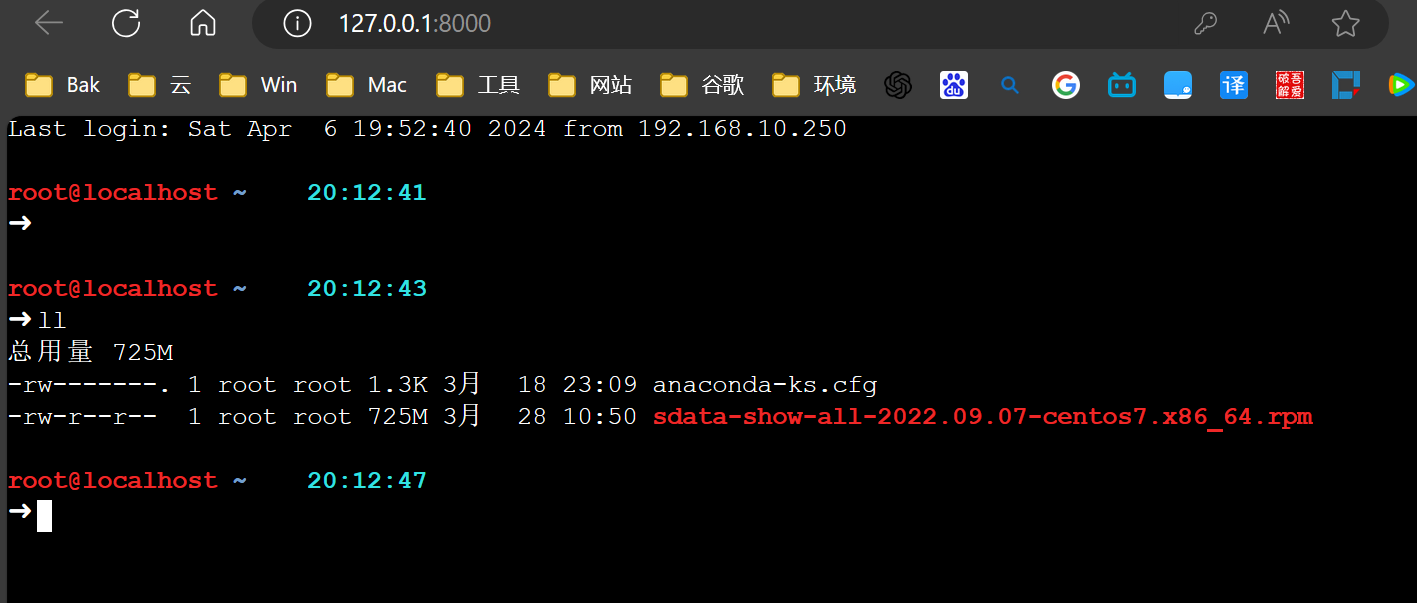 127.0.0.1:8000
Bak 云 Win Mac 工具 网站 谷歌 环境 du G 译 吾爱破解
Last login: Sat Apr  6 19:52:40 2024 from 192.168.10.250
root@localhost ~    20:12:41
➜
root@localhost ~    20:12:43
➜ ll
总用量 725M
-rw-------. 1 root root 1.3K 3月  18 23:09 anaconda-ks.cfg
-rw-r--r--  1 root root 725M 3月  28 10:50 sdata-show-all-2022.09.07-centos7.x86_64.rpm
root@localhost ~    20:12:47
➜